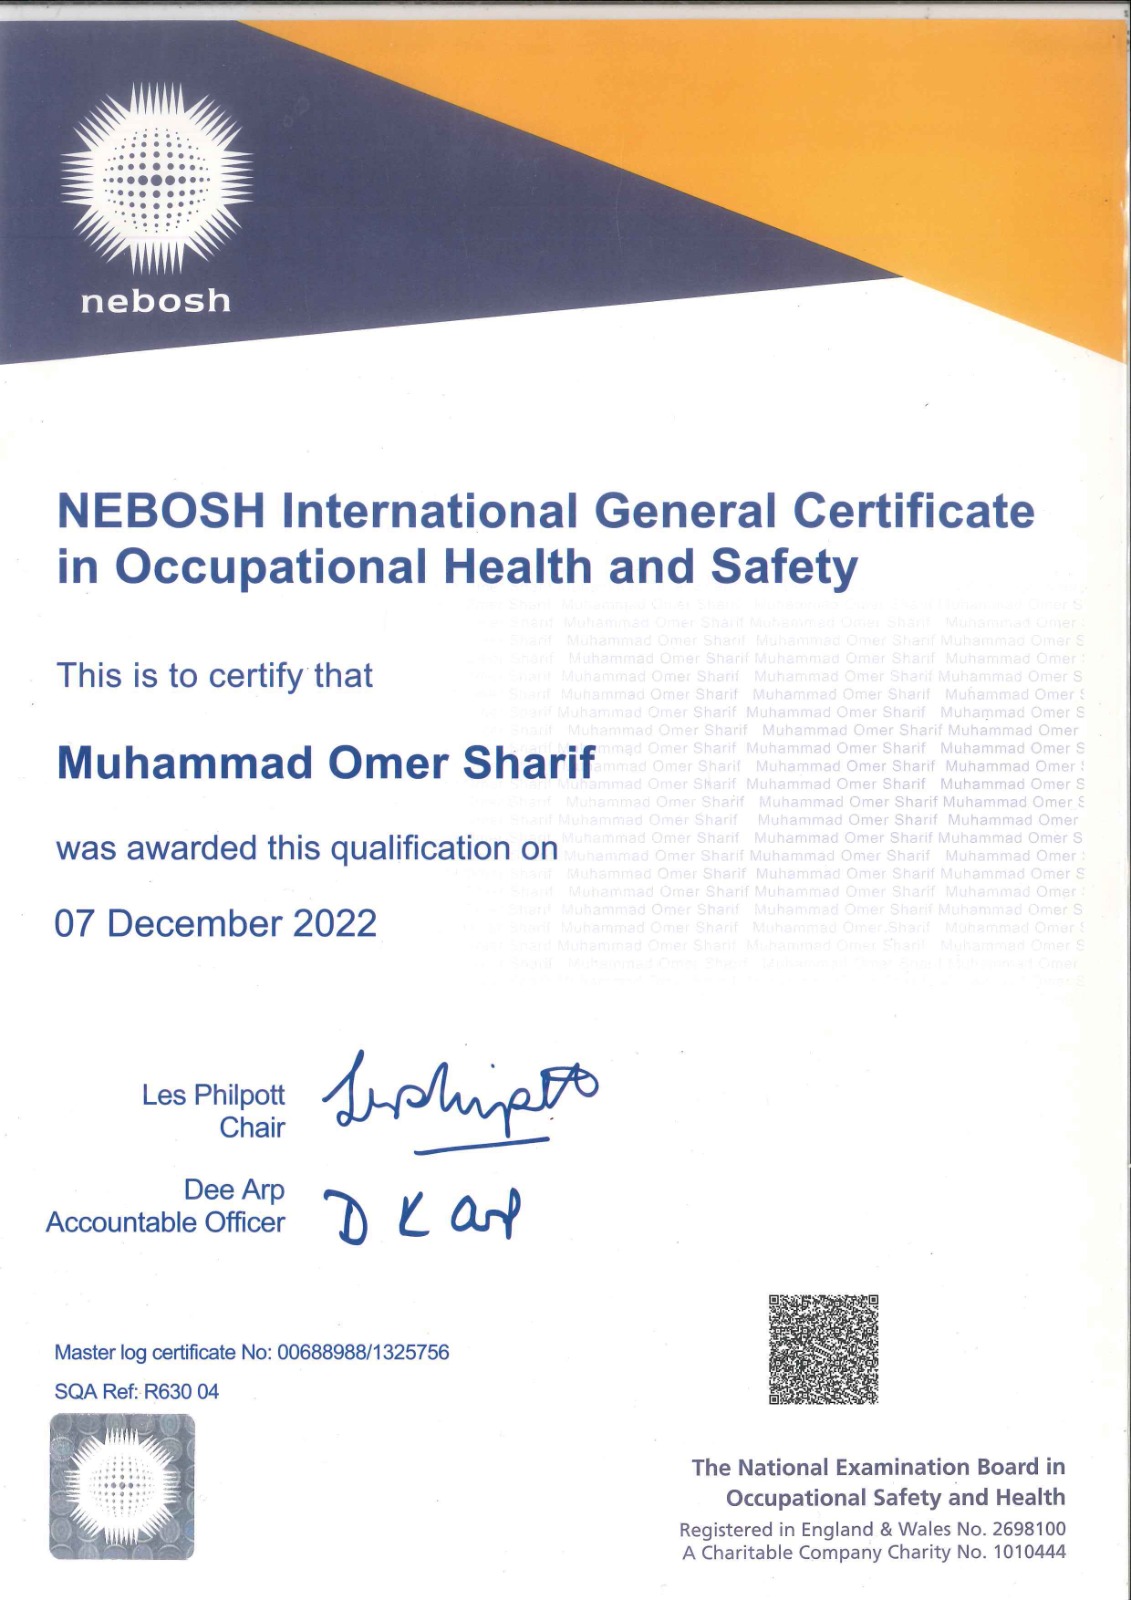 nebosh
NEBOSH International General Certificate
in Occupational Health and Safety
This is to certify that
Muhammad Omer Sharif
was awarded this qualification on
07 December 2022
Les Philpott
Chair
Dee Arp
Accountable Officer
D K Arp
Master log certificate No: 00688988/1325756
SQA Ref: R630 04
The National Examination Board in
Occupational Safety and Health
Registered in England & Wales No. 2698100
A Charitable Company Charity No. 1010444